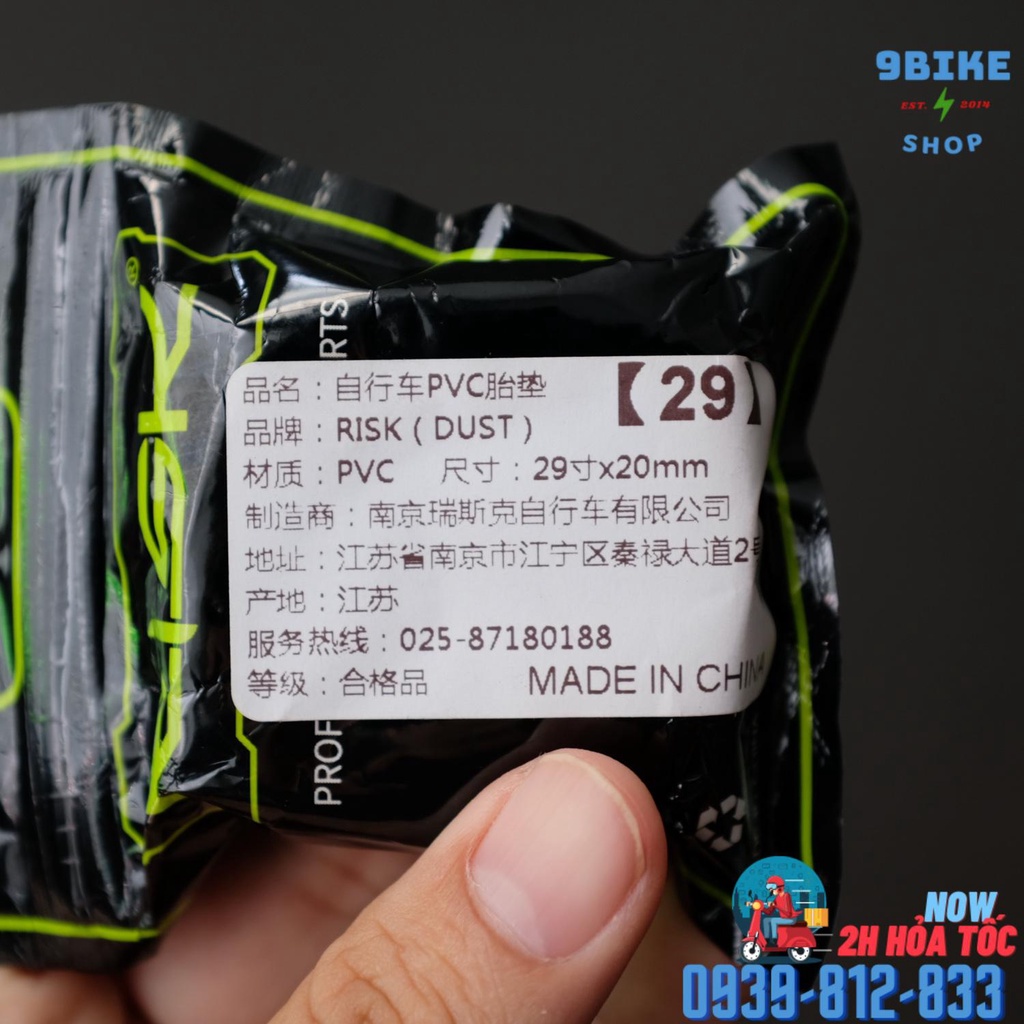 9BIKE
EST. 2014
SHOP
RISK
品名：自行车PVC胎垫 【29】
品牌：RISK（DUST）
材质：PVC 尺寸：29寸x20mm
制造商：南京瑞斯克自行车有限公司
地址：江苏省南京市江宁区秦禄大道2号
产地：江苏
服务热线：025-87180188
等级：合格品 MADE IN CHINA
PROF
RTS
NOW
2H HỎA TỐC
0939-812-833